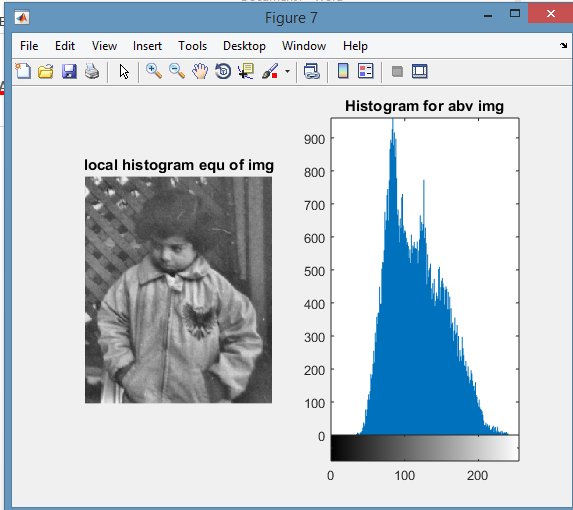 Figure 7
File Edit View Insert Tools Desktop Window Help
local histogram equ of img
Histogram for abv img
900
800
700
600
500
400
300
200
100
0
0 100 200